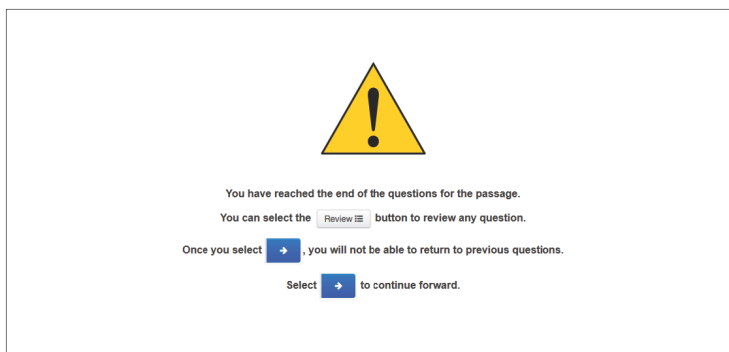 You have reached the end of the questions for the passage.
You can select the Review button to review any question.
Once you select , you will not be able to return to previous questions.
Select to continue forward.